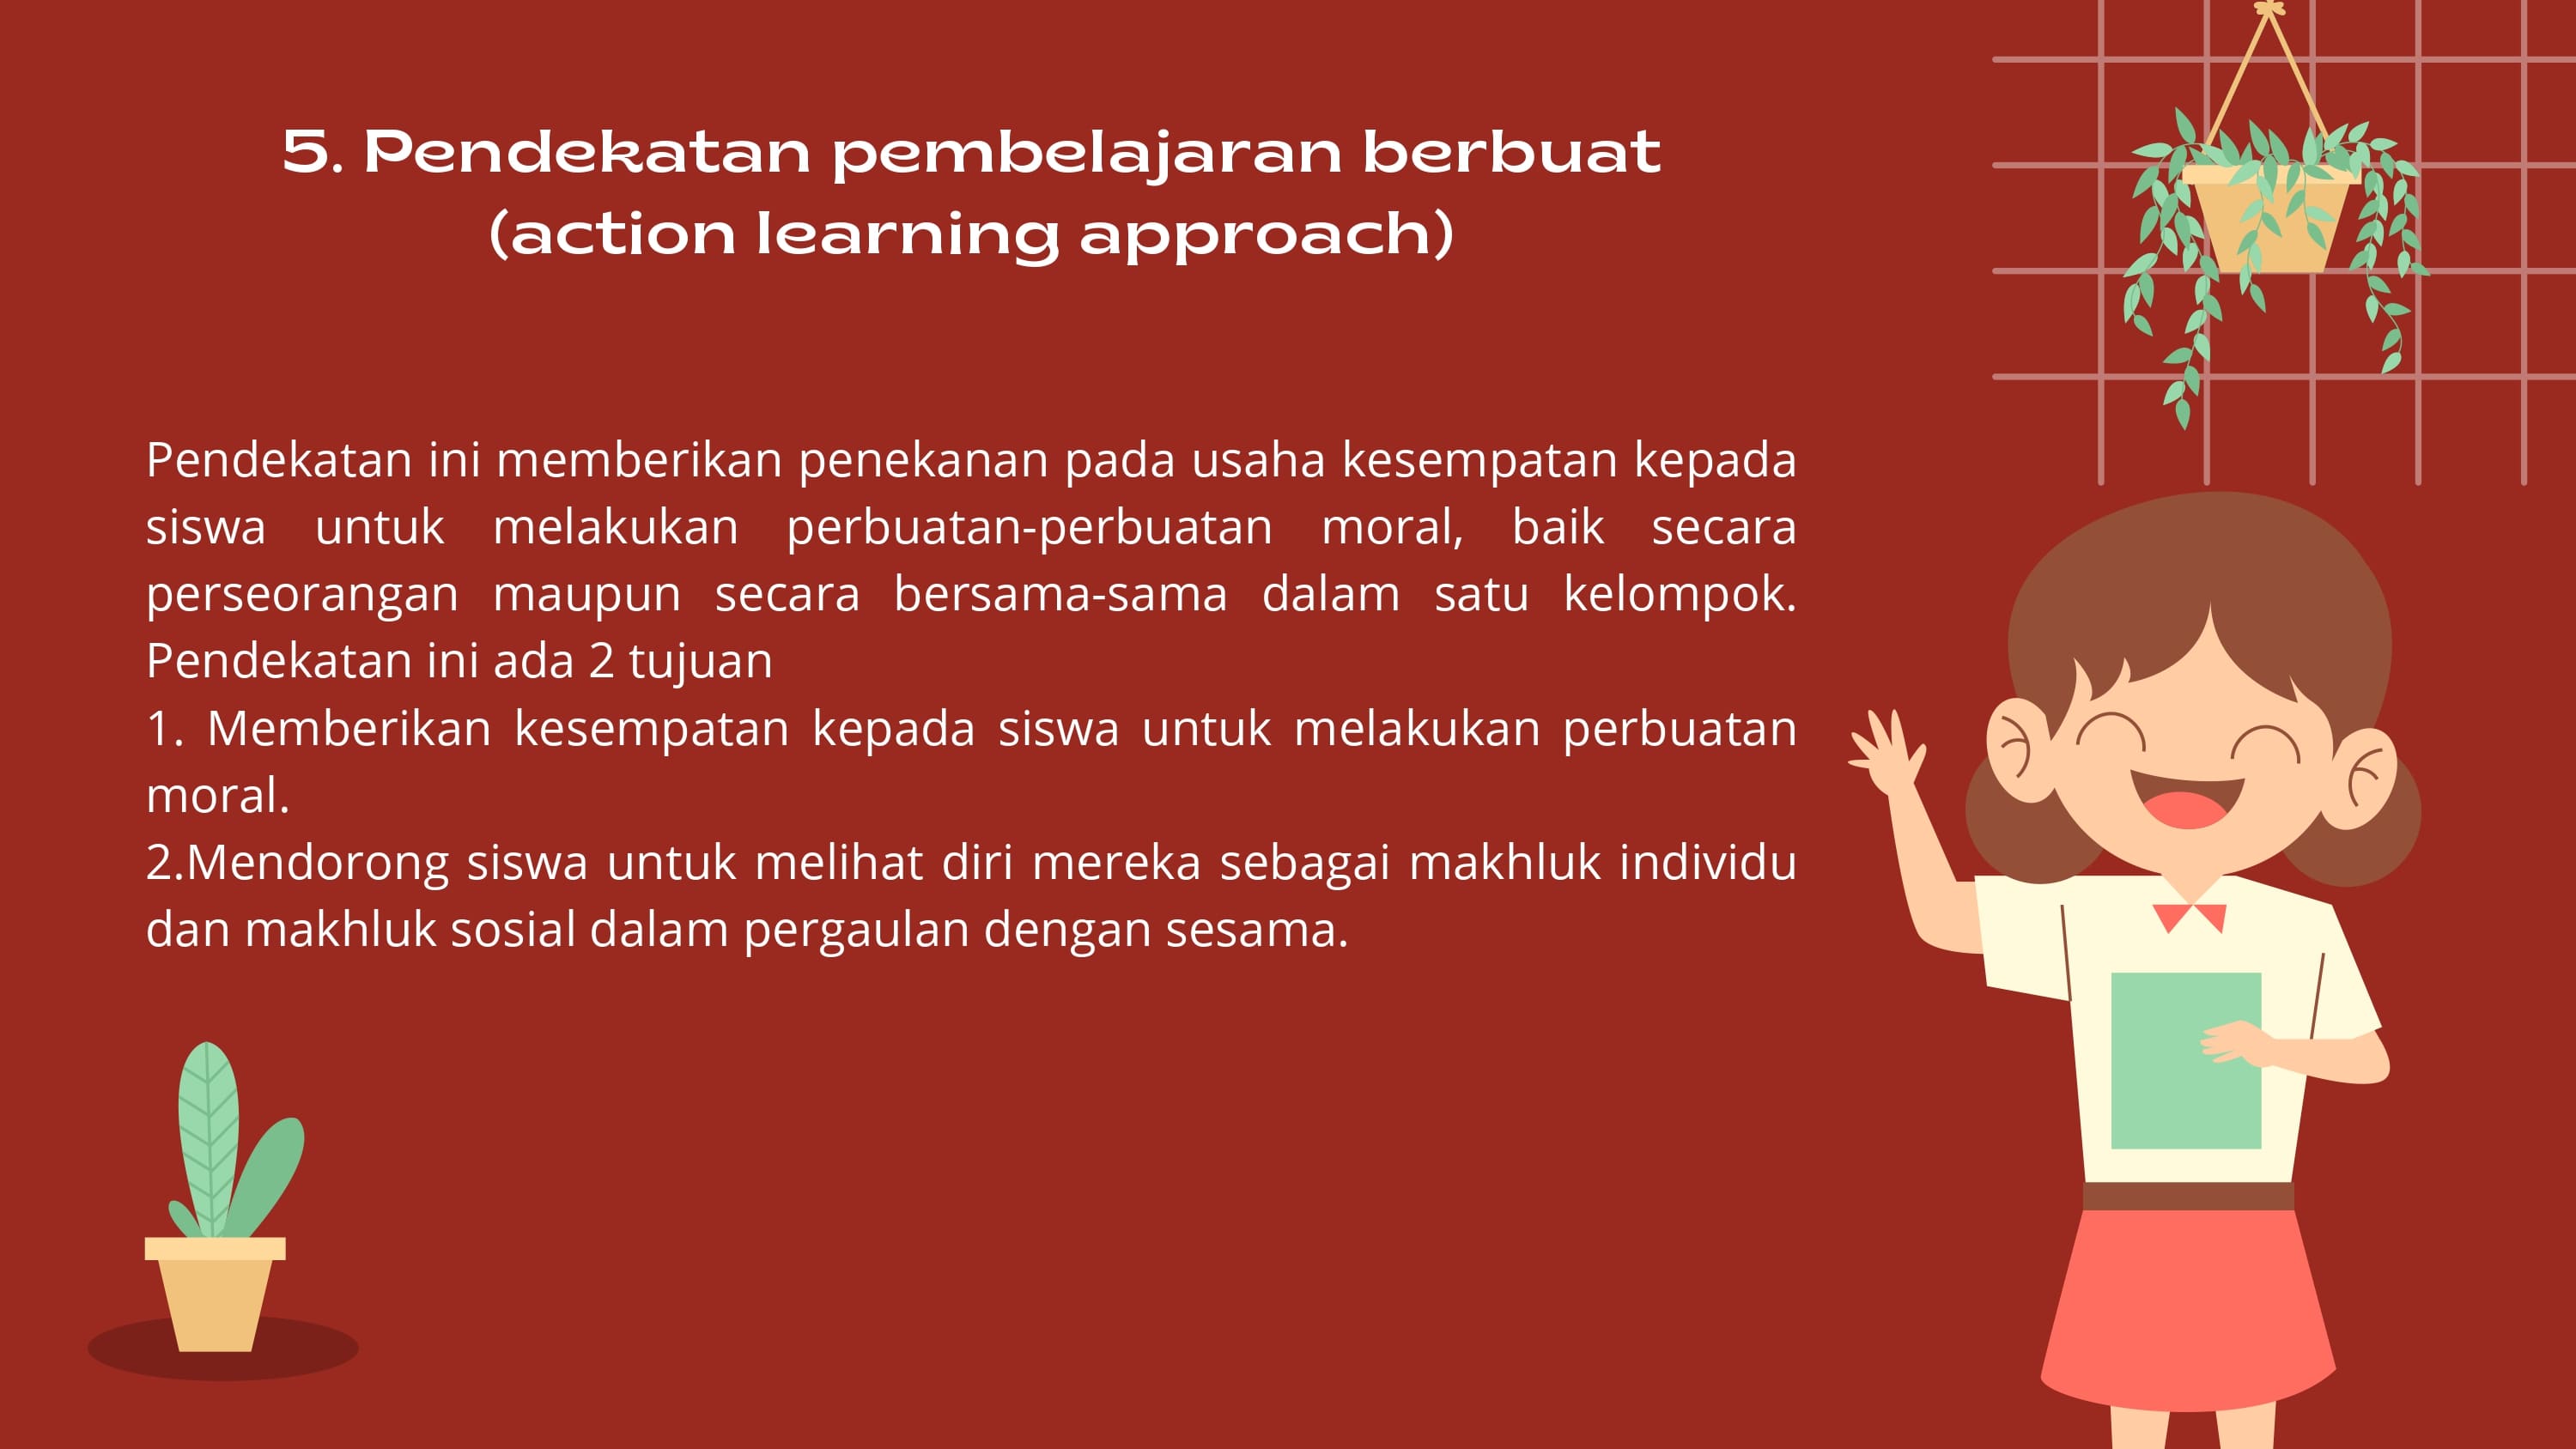 5. Pendekatan pembelajaran berbuat
(action learning approach)
Pendekatan ini memberikan penekanan pada usaha kesempatan kepada
siswa untuk melakukan perbuatan-perbuatan moral, baik secara
perseorangan maupun secara bersama-sama dalam satu kelompok.
Pendekatan ini ada 2 tujuan
1. Memberikan kesempatan kepada siswa untuk melakukan perbuatan
moral.
2.Mendorong siswa untuk melihat diri mereka sebagai makhluk individu
dan makhluk sosial dalam pergaulan dengan sesama.